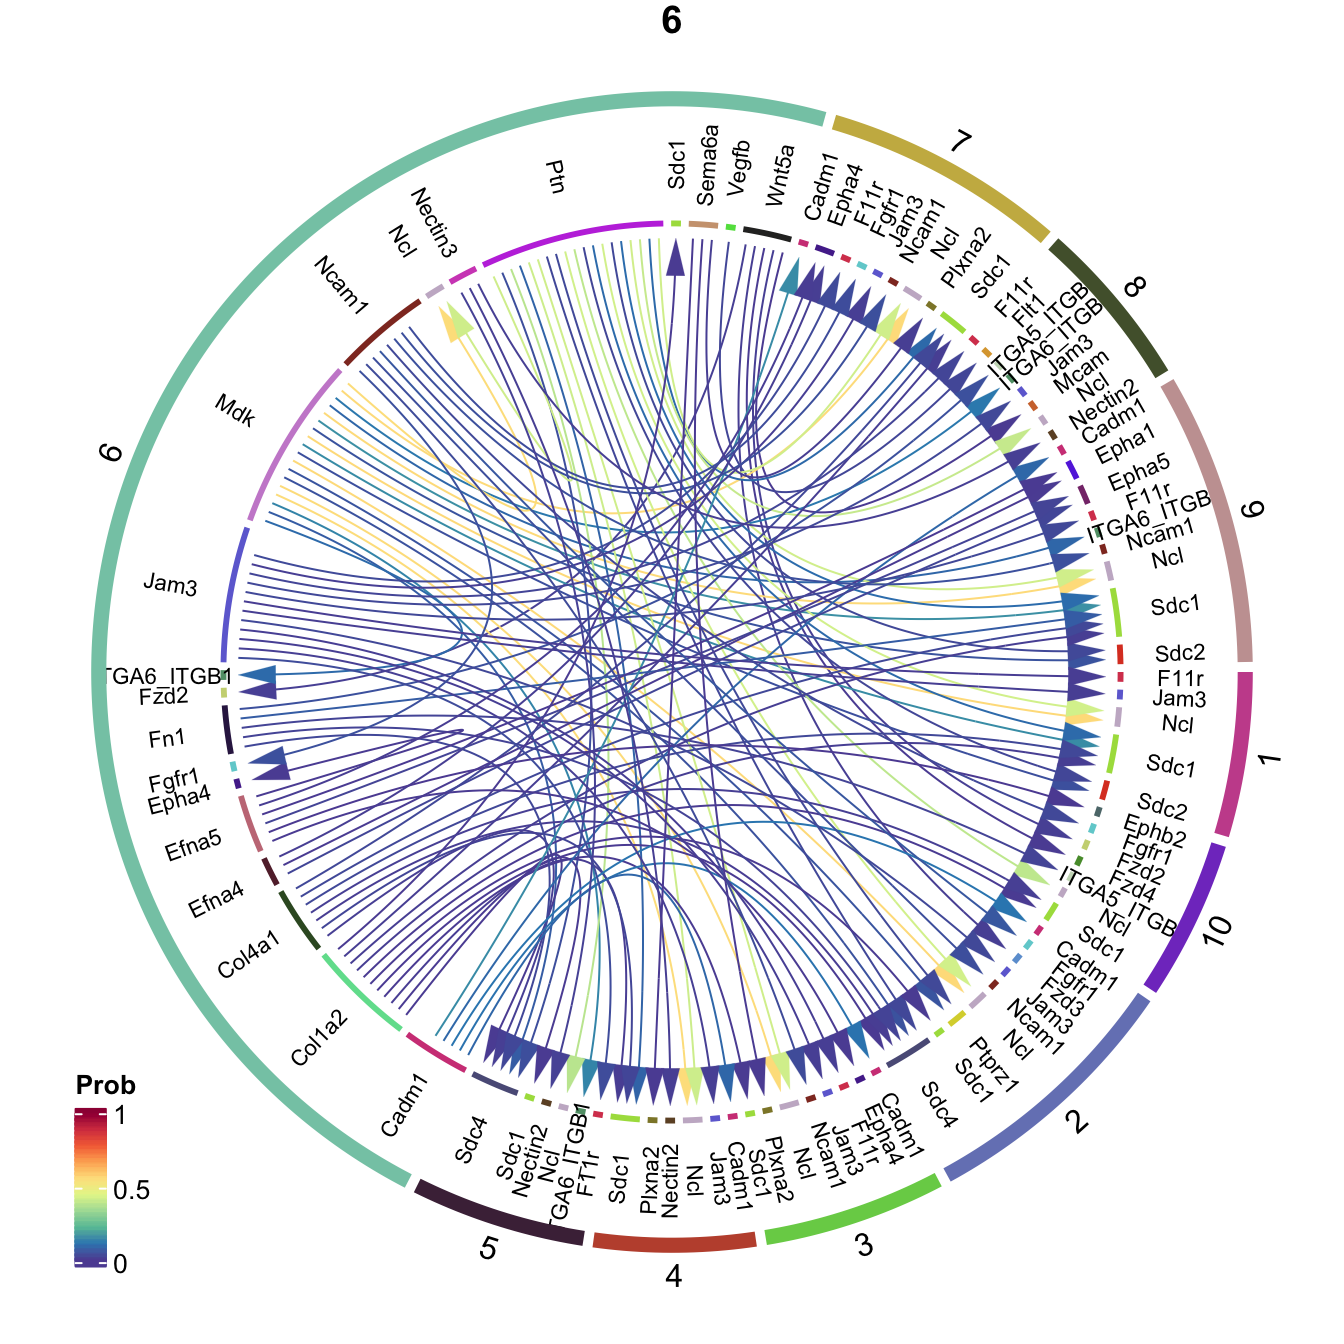 6
7
8
9
1
10
2
3
4
5
6
Sdc1
Sema6a
Vegfb
Wnt5a
Cadm1
Epha4
F11r
Fgfr1
Jam3
Ncam1
Ncl
Plxna2
Sdc1
F11r
Flt1
ITGA5_ITGB
ITGA6_ITGB
Jam3
Mcam
Ncl
Nectin2
Cadm1
Epha1
Epha5
F11r
ITGA6_ITGB
Ncam1
Ncl
Sdc1
Sdc2
F11r
Jam3
Ncl
Sdc1
Sdc2
Ephb2
Fgfr1
Fzd2
Fzd4
ITGA5_ITGB
Ncl
Sdc1
Cadm1
Fgfr1
Fzd3
Jam3
Ncam1
Ncl
Ptprz1
Sdc1
Sdc4
Cadm1
Epha4
F11r
Jam3
Ncam1
Ncl
Plxna2
Sdc1
Cadm1
Jam3
Ncl
Nectin2
Plxna2
Sdc1
F11r
TGA6_ITGB1
Ncl
Nectin2
Sdc1
Sdc4
Cadm1
Col1a2
Col4a1
Efna4
Efna5
Epha4
Fgfr1
Fn1
Fzd2
TGA6_ITGB1
Jam3
Mdk
Ncam1
Ncl
Nectin3
Ptn
Prob
1
0.5
0